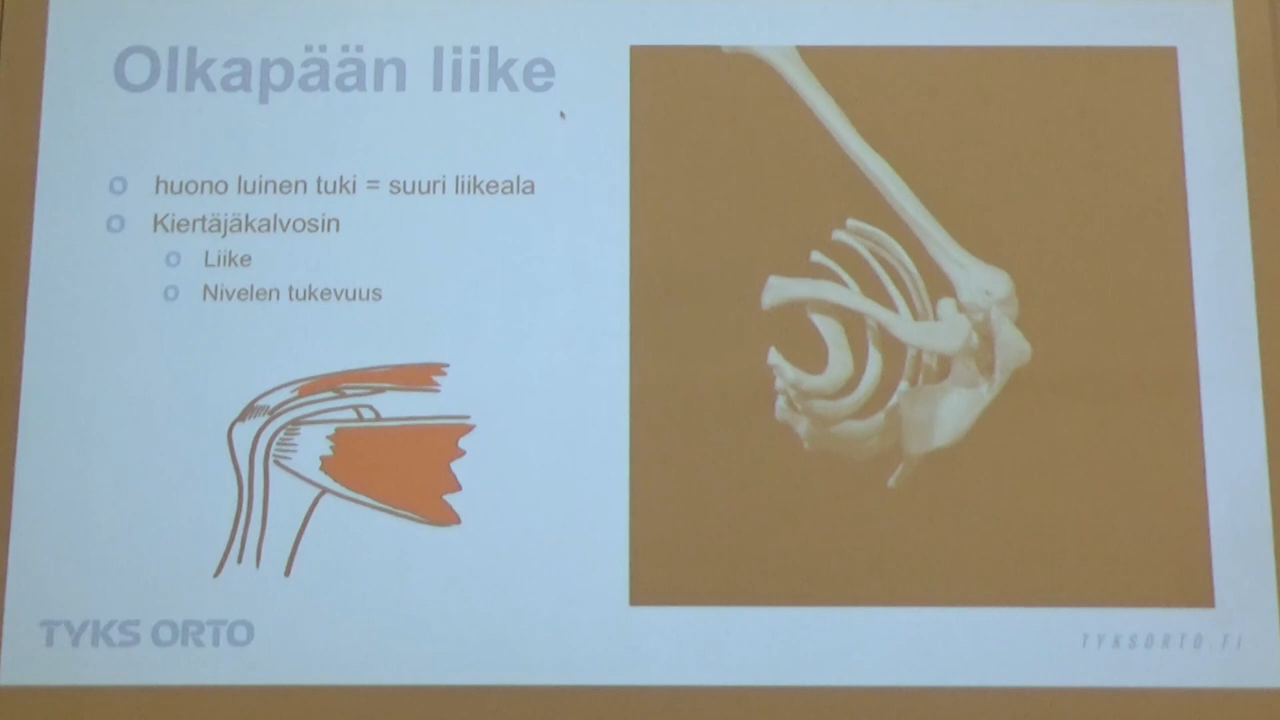 Olkapään liike
huono luinen tuki = suuri liikeala
Kiertäjäkalvosin
Liike
Nivelen tukevuus
TYKS ORTO
TYKSORTO.FI